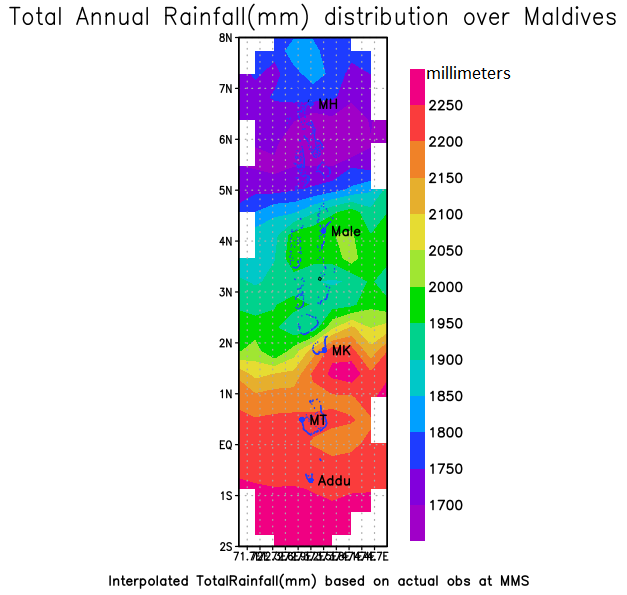 Total Annual Rainfall(mm) distribution over Maldives
8N
7N
6N
5N
4N
3N
2N
1N
EQ
1S
2S
MH
Male
MK
MT
Addu
millimeters
2250
2200
2150
2100
2050
2000
1950
1900
1850
1800
1750
1700
Interpolated TotalRainfall(mm) based on actual obs at MMS